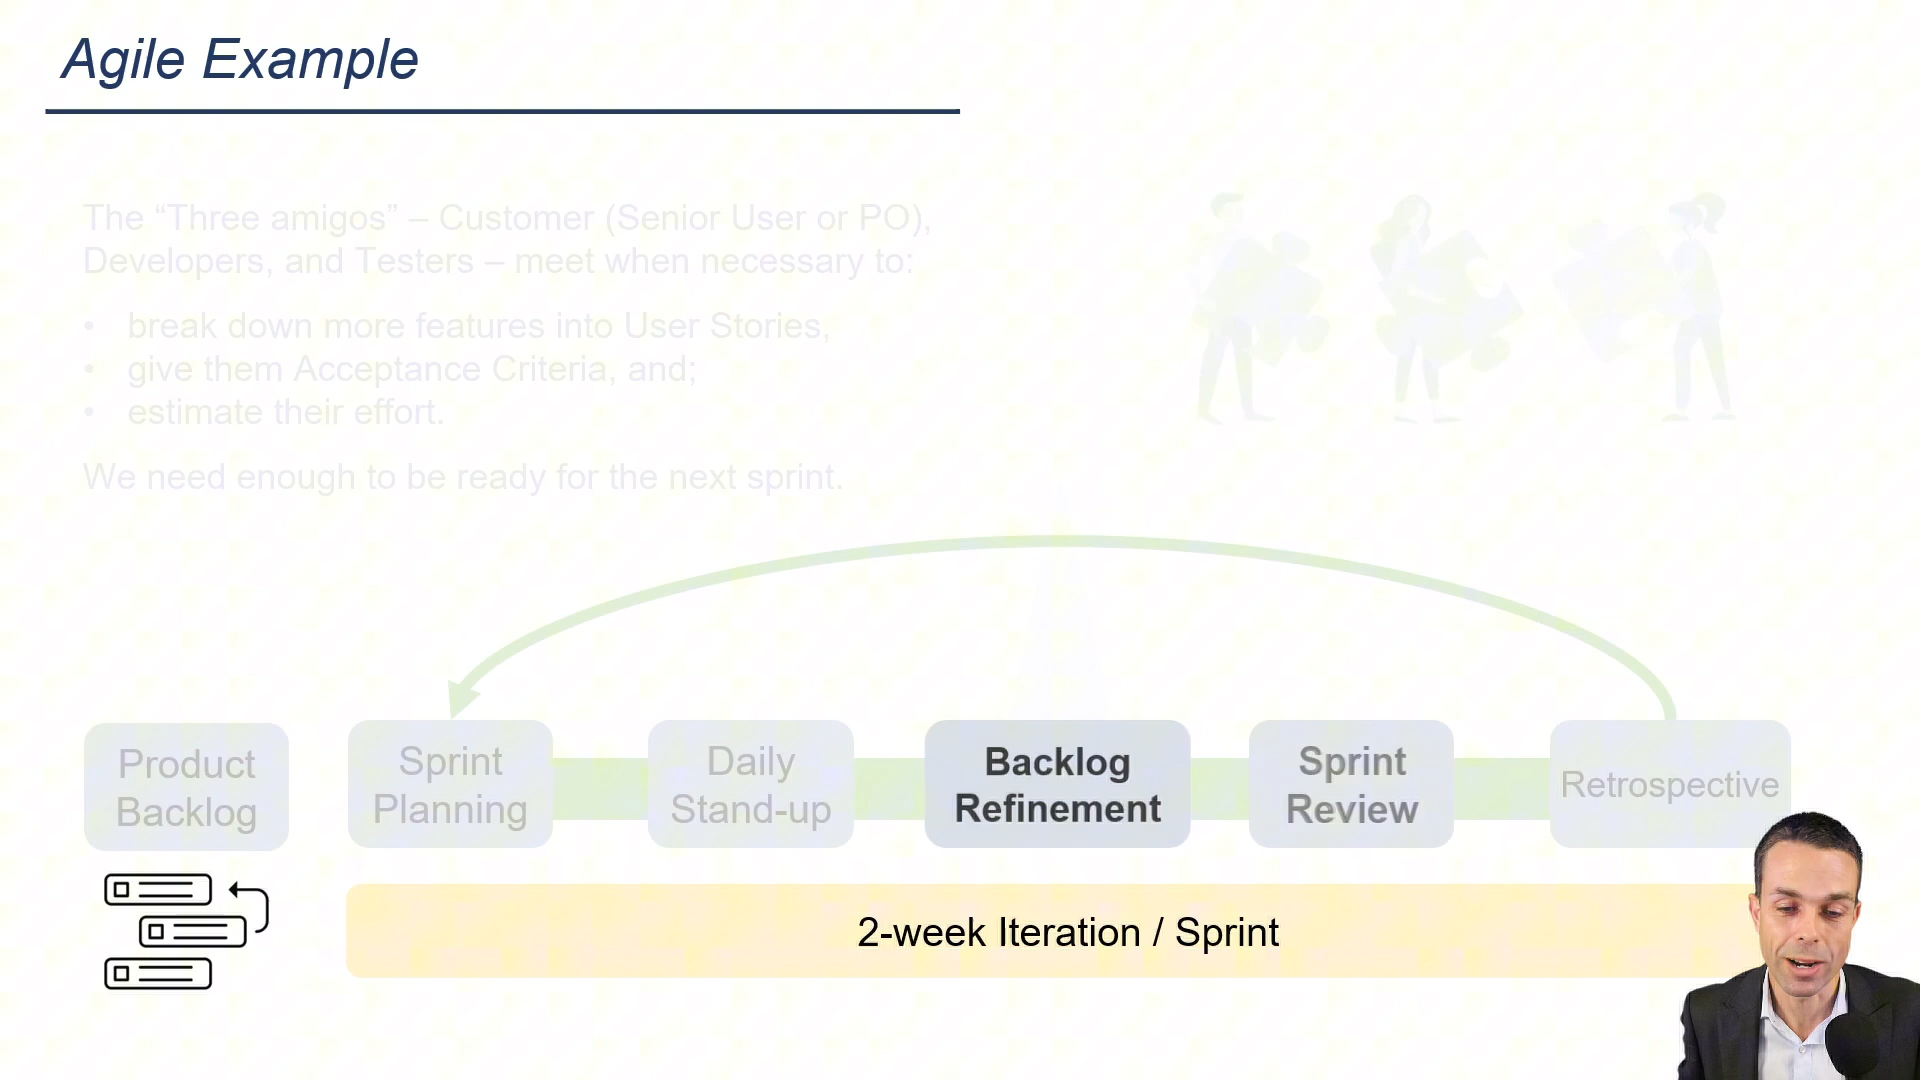 Agile Example
The “Three amigos” – Customer (Senior User or PO),
Developers, and Testers – meet when necessary to:
• break down more features into User Stories,
• give them Acceptance Criteria, and;
• estimate their effort.
We need enough to be ready for the next sprint.
Product
Backlog
Sprint
Planning
Daily
Stand-up
Backlog
Refinement
Sprint
Review
Retrospective
2-week Iteration / Sprint